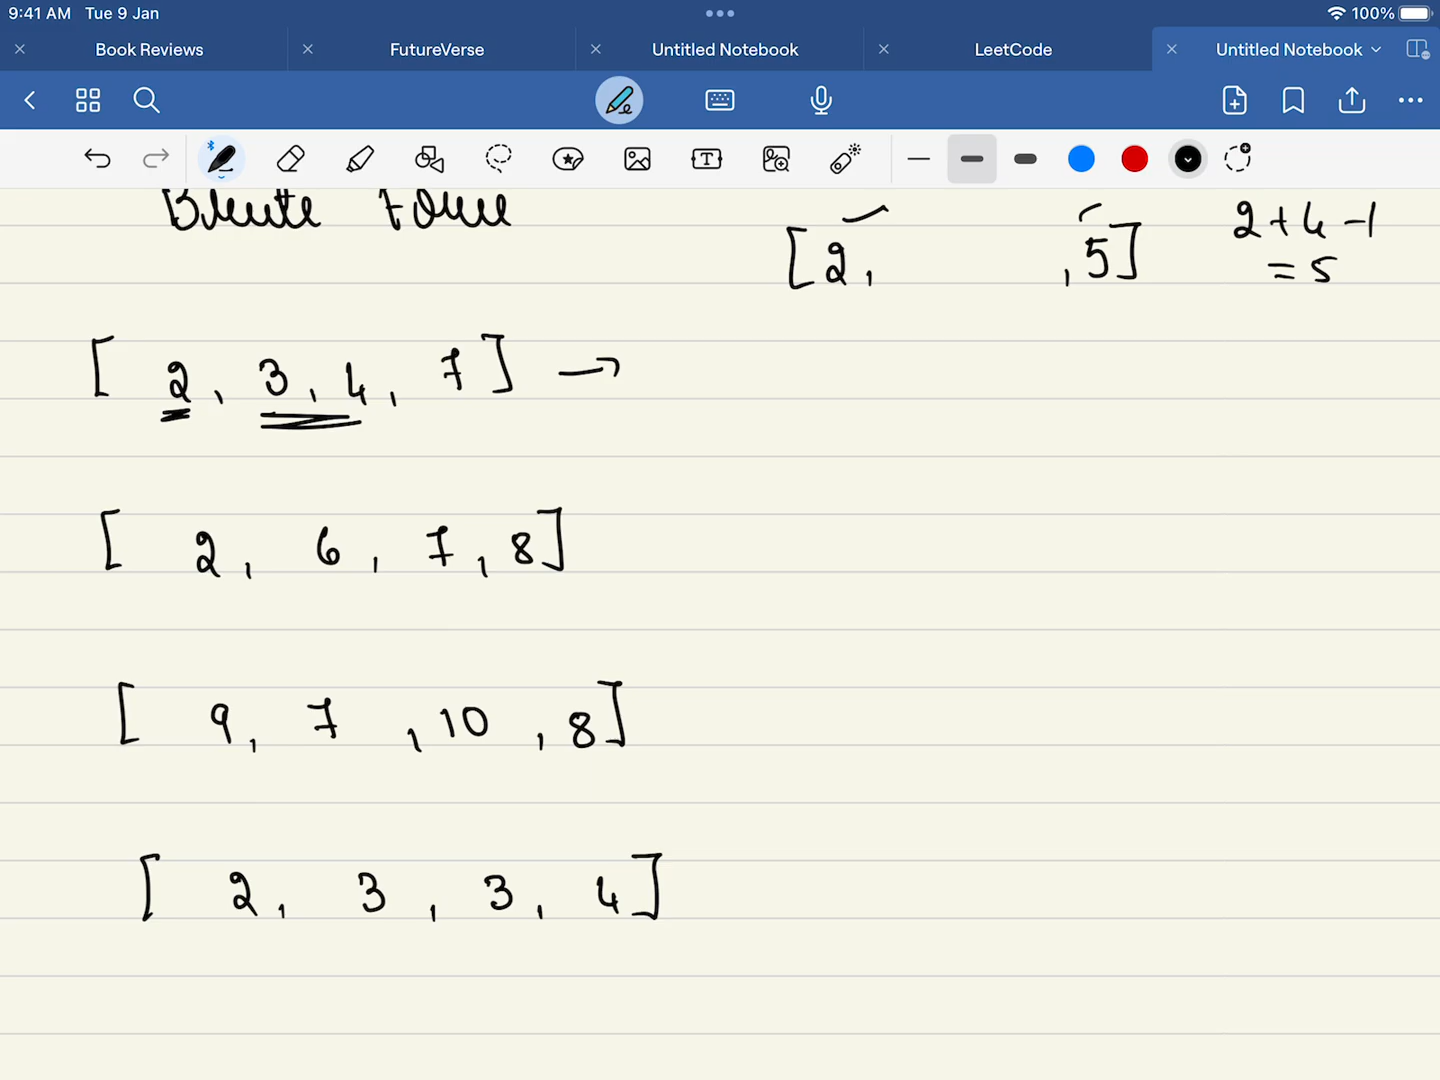 9:41 AM Tue 9 Jan
100%
Book Reviews
FutureVerse
Untitled Notebook
LeetCode
Untitled Notebook
Brute Force
[2, ,5]
2+4-1
=5
[ 2, 3, 4, 7] →
[ 2, 6, 7, 8]
[ 9, 7, 10, 8]
[ 2, 3, 3, 4]